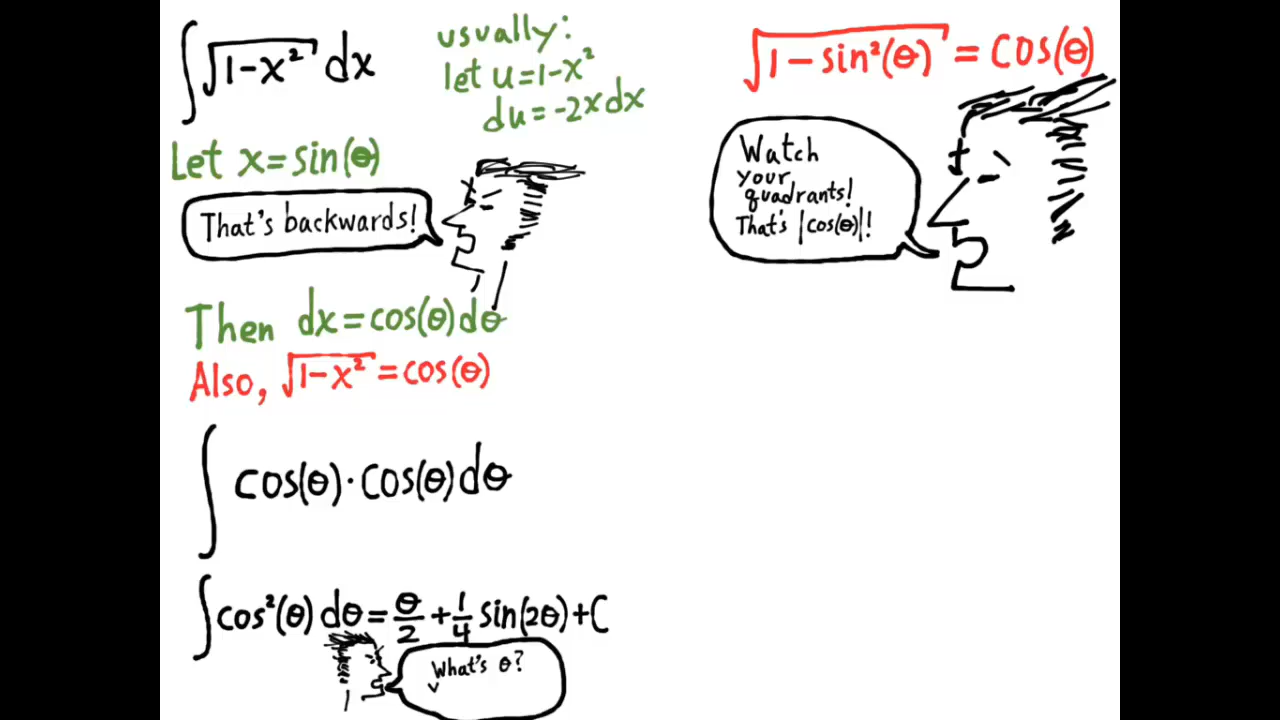 ∫√(1-x²) dx
usually:
let u=1-x²
du=-2xdx
Let x=sin(θ)
That's backwards!
Then dx=cos(θ)dθ
Also, √(1-x²)=cos(θ)
∫ cos(θ)·cos(θ)dθ
∫cos²(θ)dθ=θ/2+1/4 sin(2θ)+C
What's θ?
√(1-sin²(θ))=cos(θ)
Watch
your
quadrants!
That's |cos(θ)|!